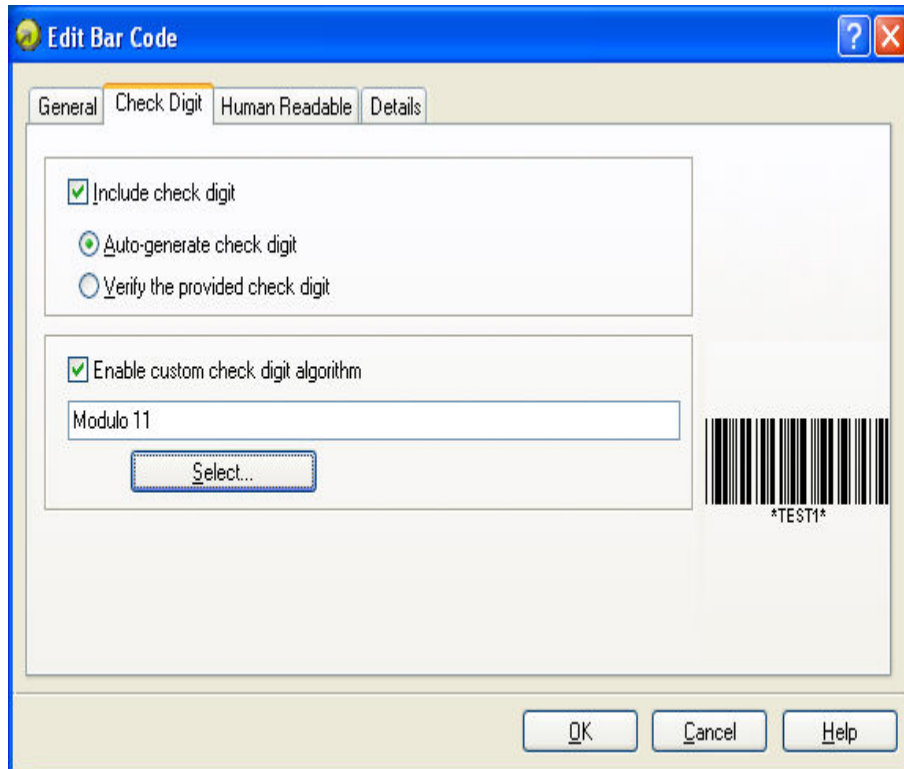 Edit Bar Code
General Check Digit Human Readable Details
Include check digit
Auto-generate check digit
Verify the provided check digit
Enable custom check digit algorithm
Modulo 11
Select...
*TEST1*
OK Cancel Help